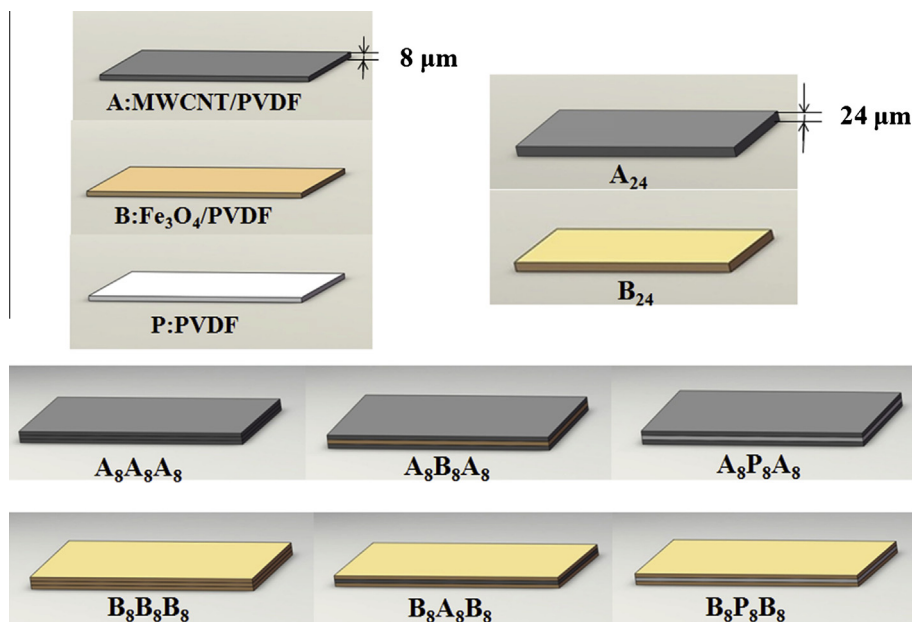 8 μm
A:MWCNT/PVDF
B:Fe₃O₄/PVDF
P:PVDF
24 μm
A₂₄
B₂₄
A₈A₈A₈
A₈B₈A₈
A₈P₈A₈
B₈B₈B₈
B₈A₈B₈
B₈P₈B₈